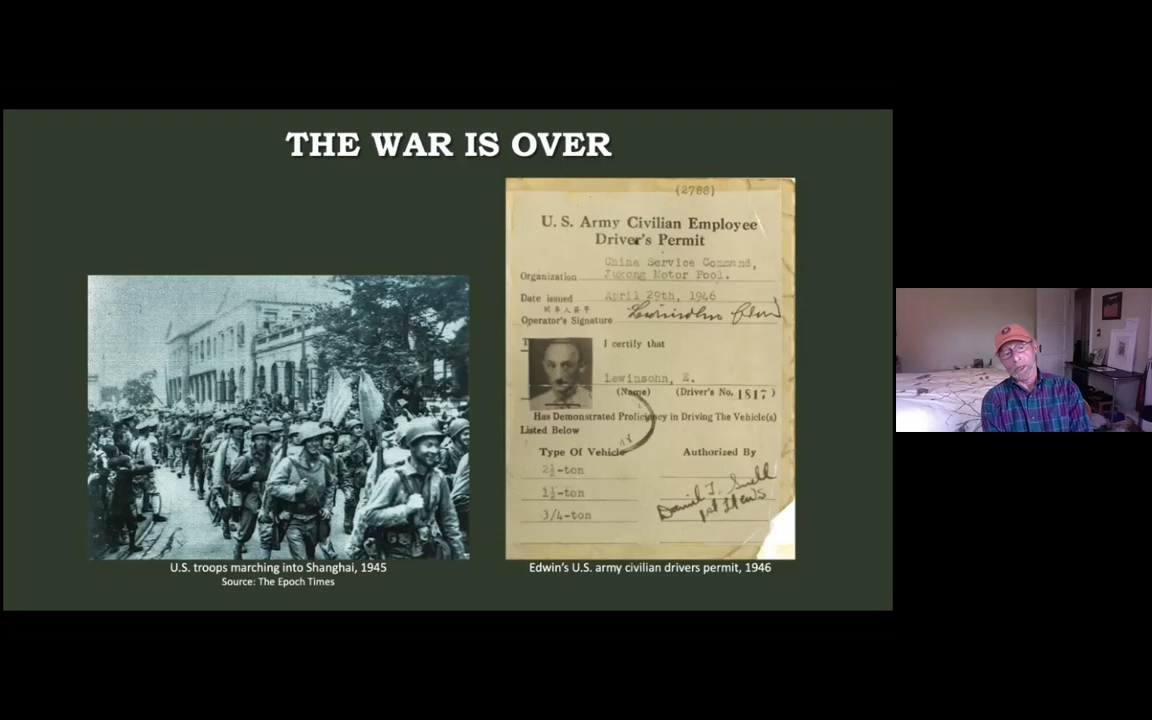 THE WAR IS OVER
U.S. troops marching into Shanghai, 1945
Source: The Epoch Times
(2788)
U. S. Army Civilian Employee
Driver's Permit
China Service Command,
Organization Jukong Motor Pool.
Date issued April 29th, 1946
Operator's Signature
I certify that
Lewinsohn, E.
(Name) (Driver's No. 1817)
Has Demonstrated Proficiency in Driving The Vehicle(s)
Listed Below
Type Of Vehicle Authorized By
2½-ton
1½-ton
3/4-ton
Daniel J. Snell
Edwin's U.S. army civilian drivers permit, 1946